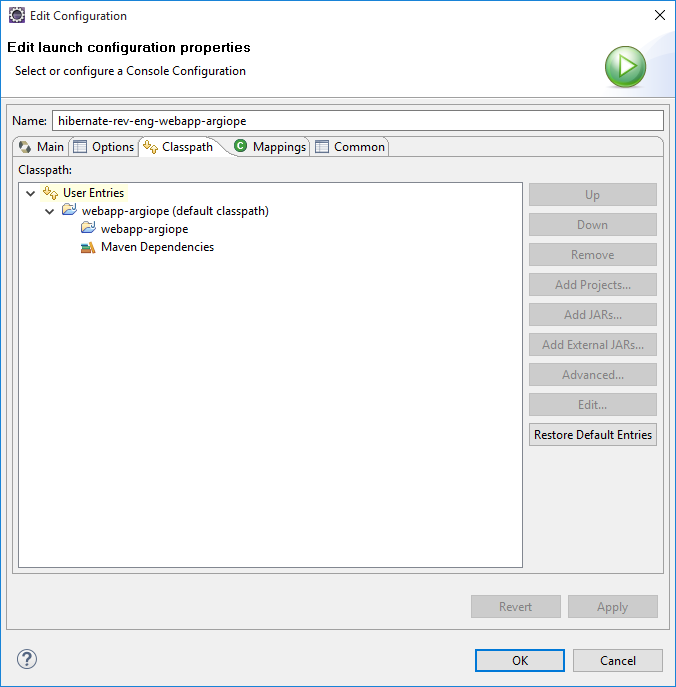 Edit Configuration
Edit launch configuration properties
Select or configure a Console Configuration
Name: hibernate-rev-eng-webapp-argiope
Main Options Classpath Mappings Common
Classpath:
User Entries
webapp-argiope (default classpath)
webapp-argiope
Maven Dependencies
Up
Down
Remove
Add Projects...
Add JARs...
Add External JARs...
Advanced...
Edit...
Restore Default Entries
Revert Apply
OK Cancel